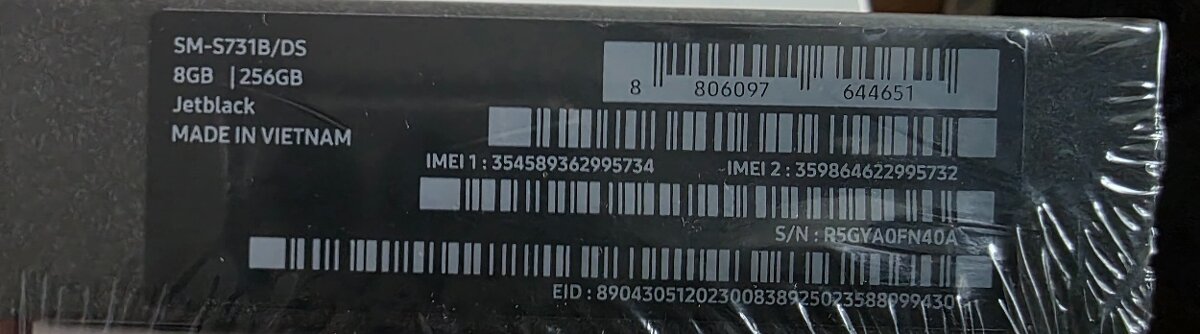 SM-S731B/DS
8GB | 256GB
Jetblack
MADE IN VIETNAM
8 806097 644651
IMEI 1 : 354589362995734 IMEI 2 : 359864622995732
S/N : R5GYA0FN40A
EID :